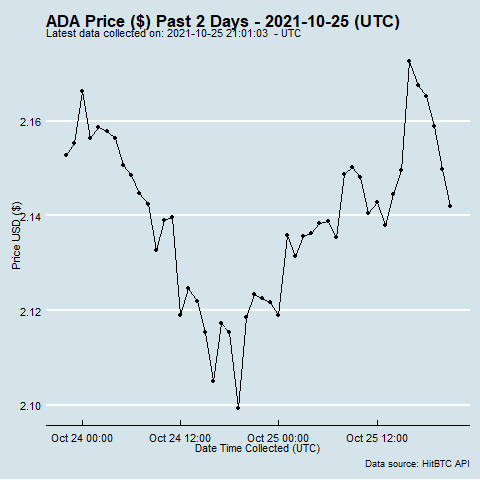 ADA Price ($) Past 2 Days - 2021-10-25 (UTC)
Latest data collected on: 2021-10-25 21:01:03  - UTC
2.16
2.14
2.12
2.10
Price USD ($)
Oct 24 00:00
Oct 24 12:00
Oct 25 00:00
Oct 25 12:00
Date Time Collected (UTC)
Data source: HitBTC API